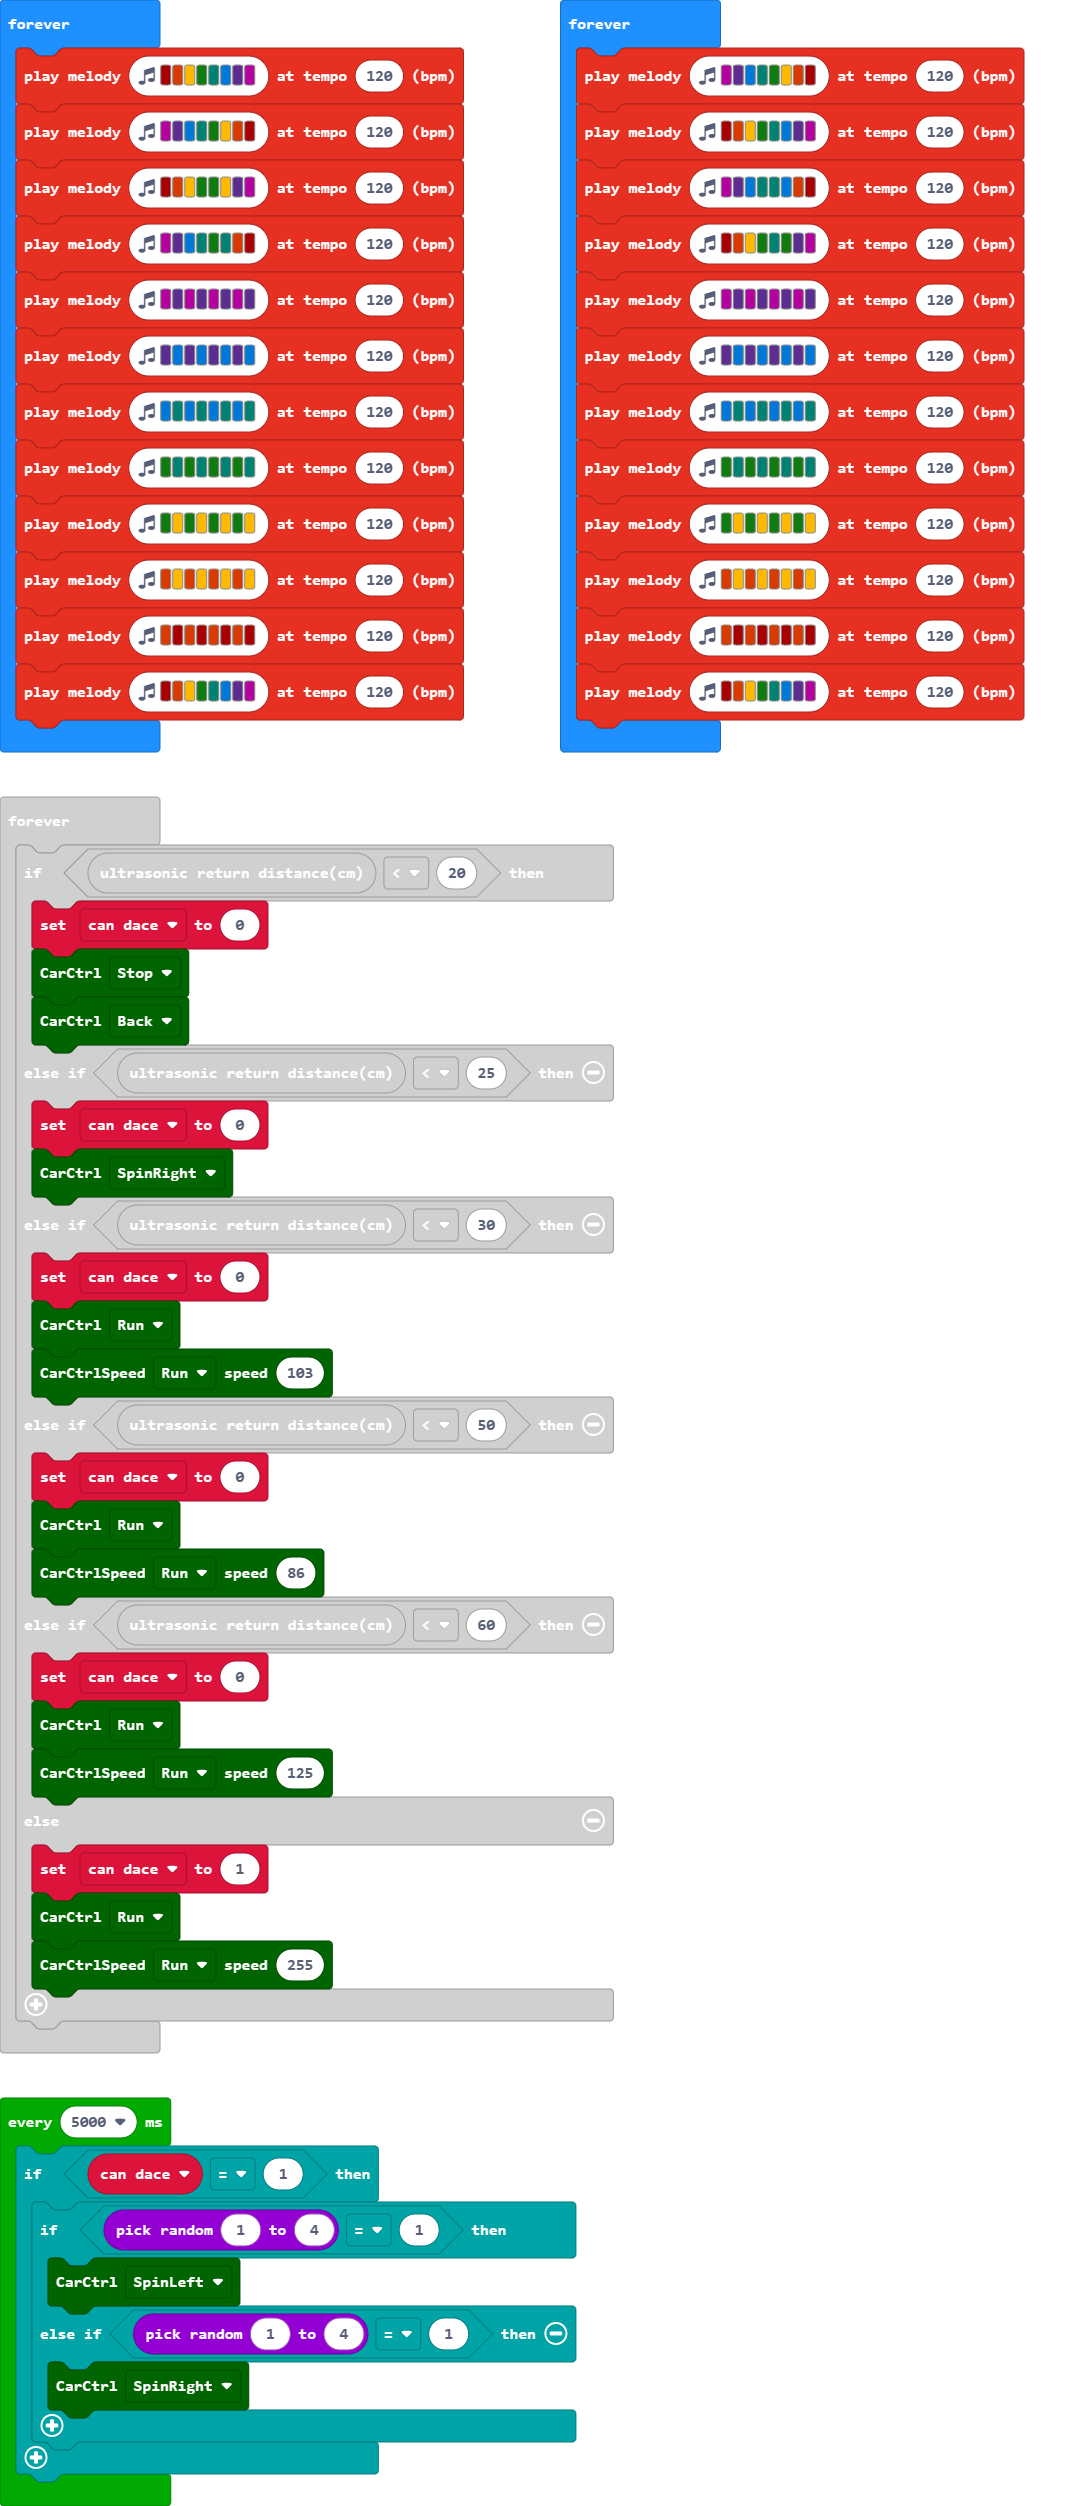 forever
play melody at tempo 120 (bpm)
play melody at tempo 120 (bpm)
play melody at tempo 120 (bpm)
play melody at tempo 120 (bpm)
play melody at tempo 120 (bpm)
play melody at tempo 120 (bpm)
play melody at tempo 120 (bpm)
play melody at tempo 120 (bpm)
play melody at tempo 120 (bpm)
play melody at tempo 120 (bpm)
play melody at tempo 120 (bpm)
play melody at tempo 120 (bpm)
forever
play melody at tempo 120 (bpm)
play melody at tempo 120 (bpm)
play melody at tempo 120 (bpm)
play melody at tempo 120 (bpm)
play melody at tempo 120 (bpm)
play melody at tempo 120 (bpm)
play melody at tempo 120 (bpm)
play melody at tempo 120 (bpm)
play melody at tempo 120 (bpm)
play melody at tempo 120 (bpm)
play melody at tempo 120 (bpm)
play melody at tempo 120 (bpm)
forever
if ultrasonic return distance(cm) < 20 then
set can dace to 0
CarCtrl Stop
CarCtrl Back
else if ultrasonic return distance(cm) < 25 then
set can dace to 0
CarCtrl SpinRight
else if ultrasonic return distance(cm) < 30 then
set can dace to 0
CarCtrl Run
CarCtrlSpeed Run speed 103
else if ultrasonic return distance(cm) < 50 then
set can dace to 0
CarCtrl Run
CarCtrlSpeed Run speed 86
else if ultrasonic return distance(cm) < 60 then
set can dace to 0
CarCtrl Run
CarCtrlSpeed Run speed 125
else
set can dace to 1
CarCtrl Run
CarCtrlSpeed Run speed 255
every 5000 ms
if can dace = 1 then
if pick random 1 to 4 = 1 then
CarCtrl SpinLeft
else if pick random 1 to 4 = 1 then
CarCtrl SpinRight